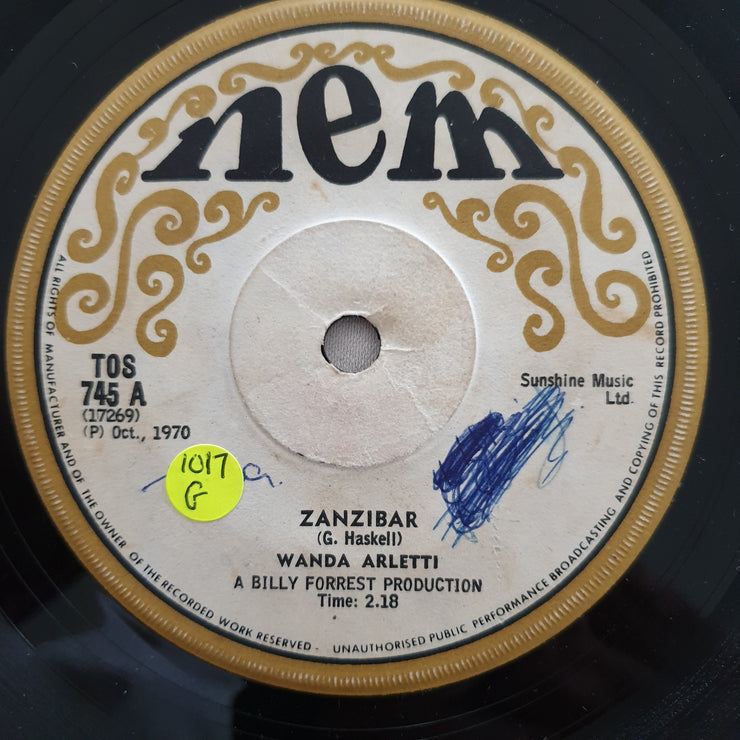 nem
TOS
745 A
(17269)
(P) Oct., 1970
Sunshine Music
Ltd.
1017
G
ZANZIBAR
(G. Haskell)
WANDA ARLETTI
A BILLY FORREST PRODUCTION
Time: 2.18
ALL RIGHTS OF MANUFACTURER AND OF THE OWNER OF THE RECORDED WORK RESERVED - UNAUTHORISED PUBLIC PERFORMANCE BROADCASTING AND COPYING OF THIS RECORD PROHIBITED